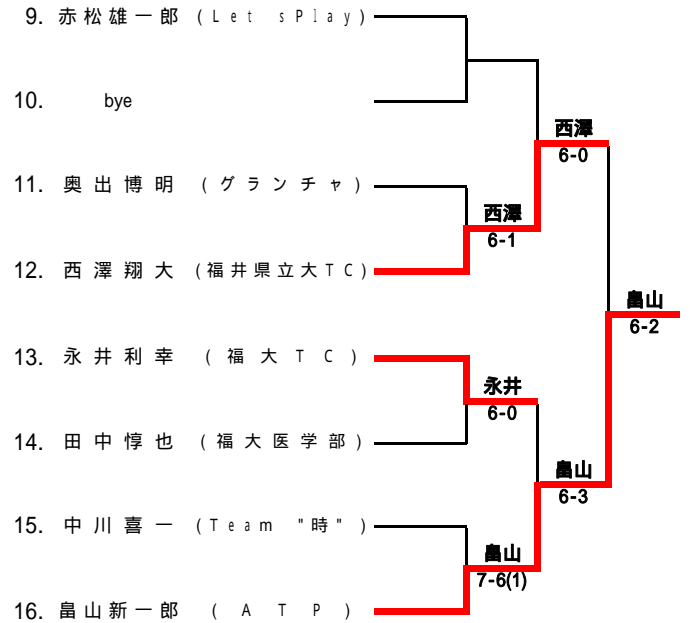 9. 赤松雄一郎 (Let sPlay)
10. bye
西澤
6-0
11. 奥出博明 (グランチャ)
西澤
6-1
12. 西澤翔大 (福井県立大TC)
畠山
6-2
13. 永井利幸 (福大TC)
永井
6-0
14. 田中惇也 (福大医学部)
畠山
6-3
15. 中川喜一 (Team "時")
畠山
7-6(1)
16. 畠山新一郎 (ATP)